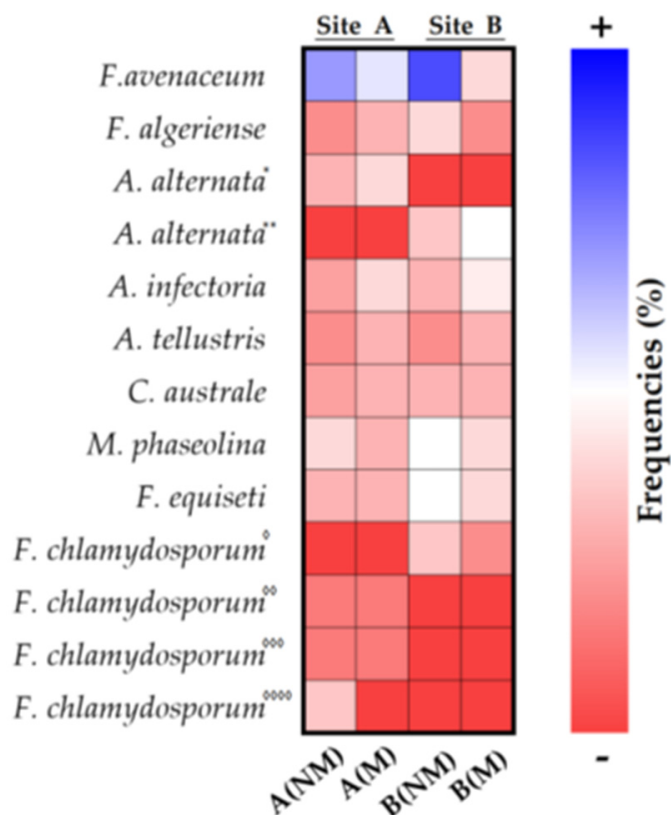 Site A Site B
+
F.avenaceum
F. algeriense
A. alternata*
A. alternata**
A. infectoria
A. tellustris
C. australe
M. phaseolina
F. equiseti
F. chlamydosporum◊
F. chlamydosporum◊◊
F. chlamydosporum◊◊◊
F. chlamydosporum◊◊◊◊
Frequencies (%)
-
A(NM) A(M) B(NM) B(M)